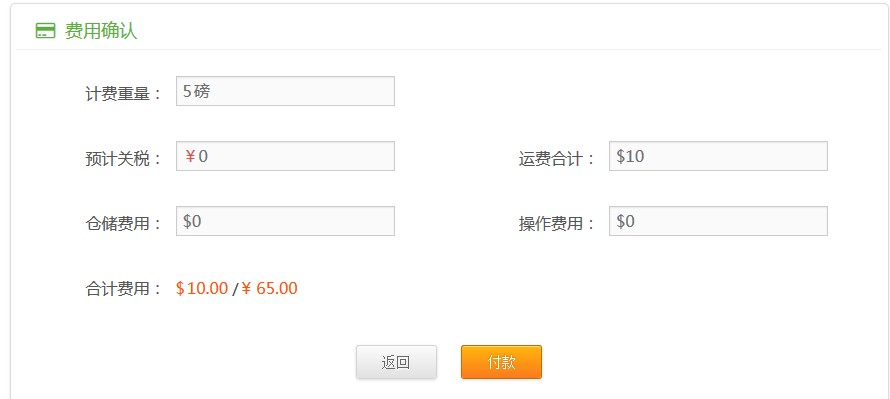 费用确认
计费重量： 5磅
预计关税： ￥0 运费合计： $10
仓储费用： $0 操作费用： $0
合计费用： $10.00 /￥65.00
返回 付款